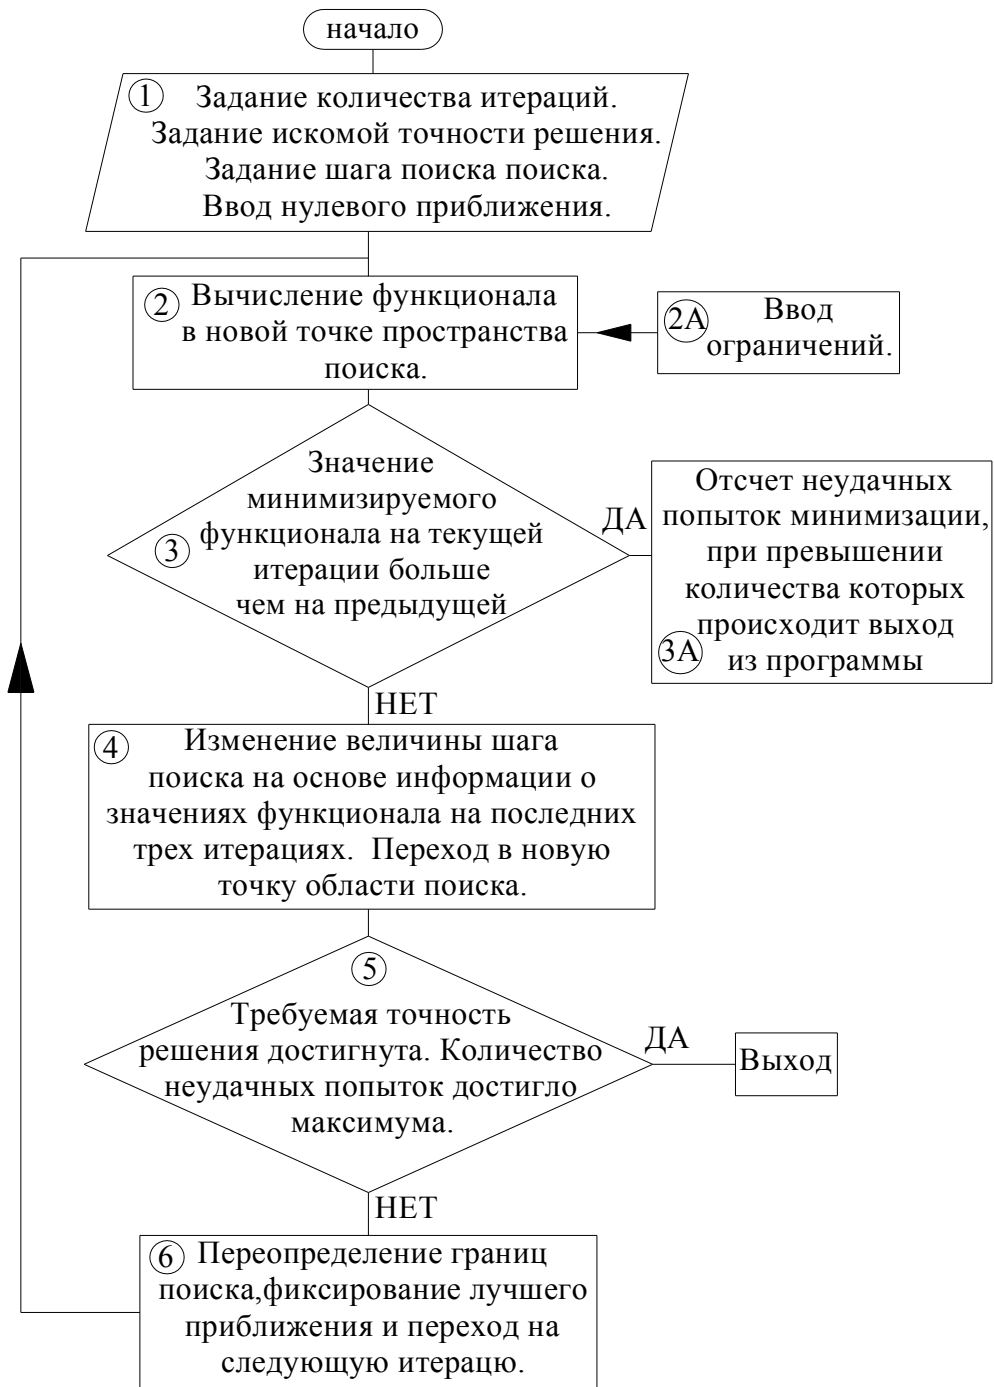 начало
1 Задание количества итераций.
Задание искомой точности решения.
Задание шага поиска поиска.
Ввод нулевого приближения.
2 Вычисление функционала
в новой точке пространства
поиска.
2А Ввод
ограничений.
Значение
минимизируемого
функционала на текущей
3 итерации больше
чем на предыдущей
ДА
Отсчет неудачных
попыток минимизации,
при превышении
количества которых
происходит выход
3А из программы
НЕТ
4 Изменение величины шага
поиска на основе информации о
значениях функционала на последних
трех итерациях. Переход в новую
точку области поиска.
5
Требуемая точность
решения достигнута. Количество
неудачных попыток достигло
максимума.
ДА
Выход
НЕТ
6 Переопределение границ
поиска,фиксирование лучшего
приближения и переход на
следующую итерацю.